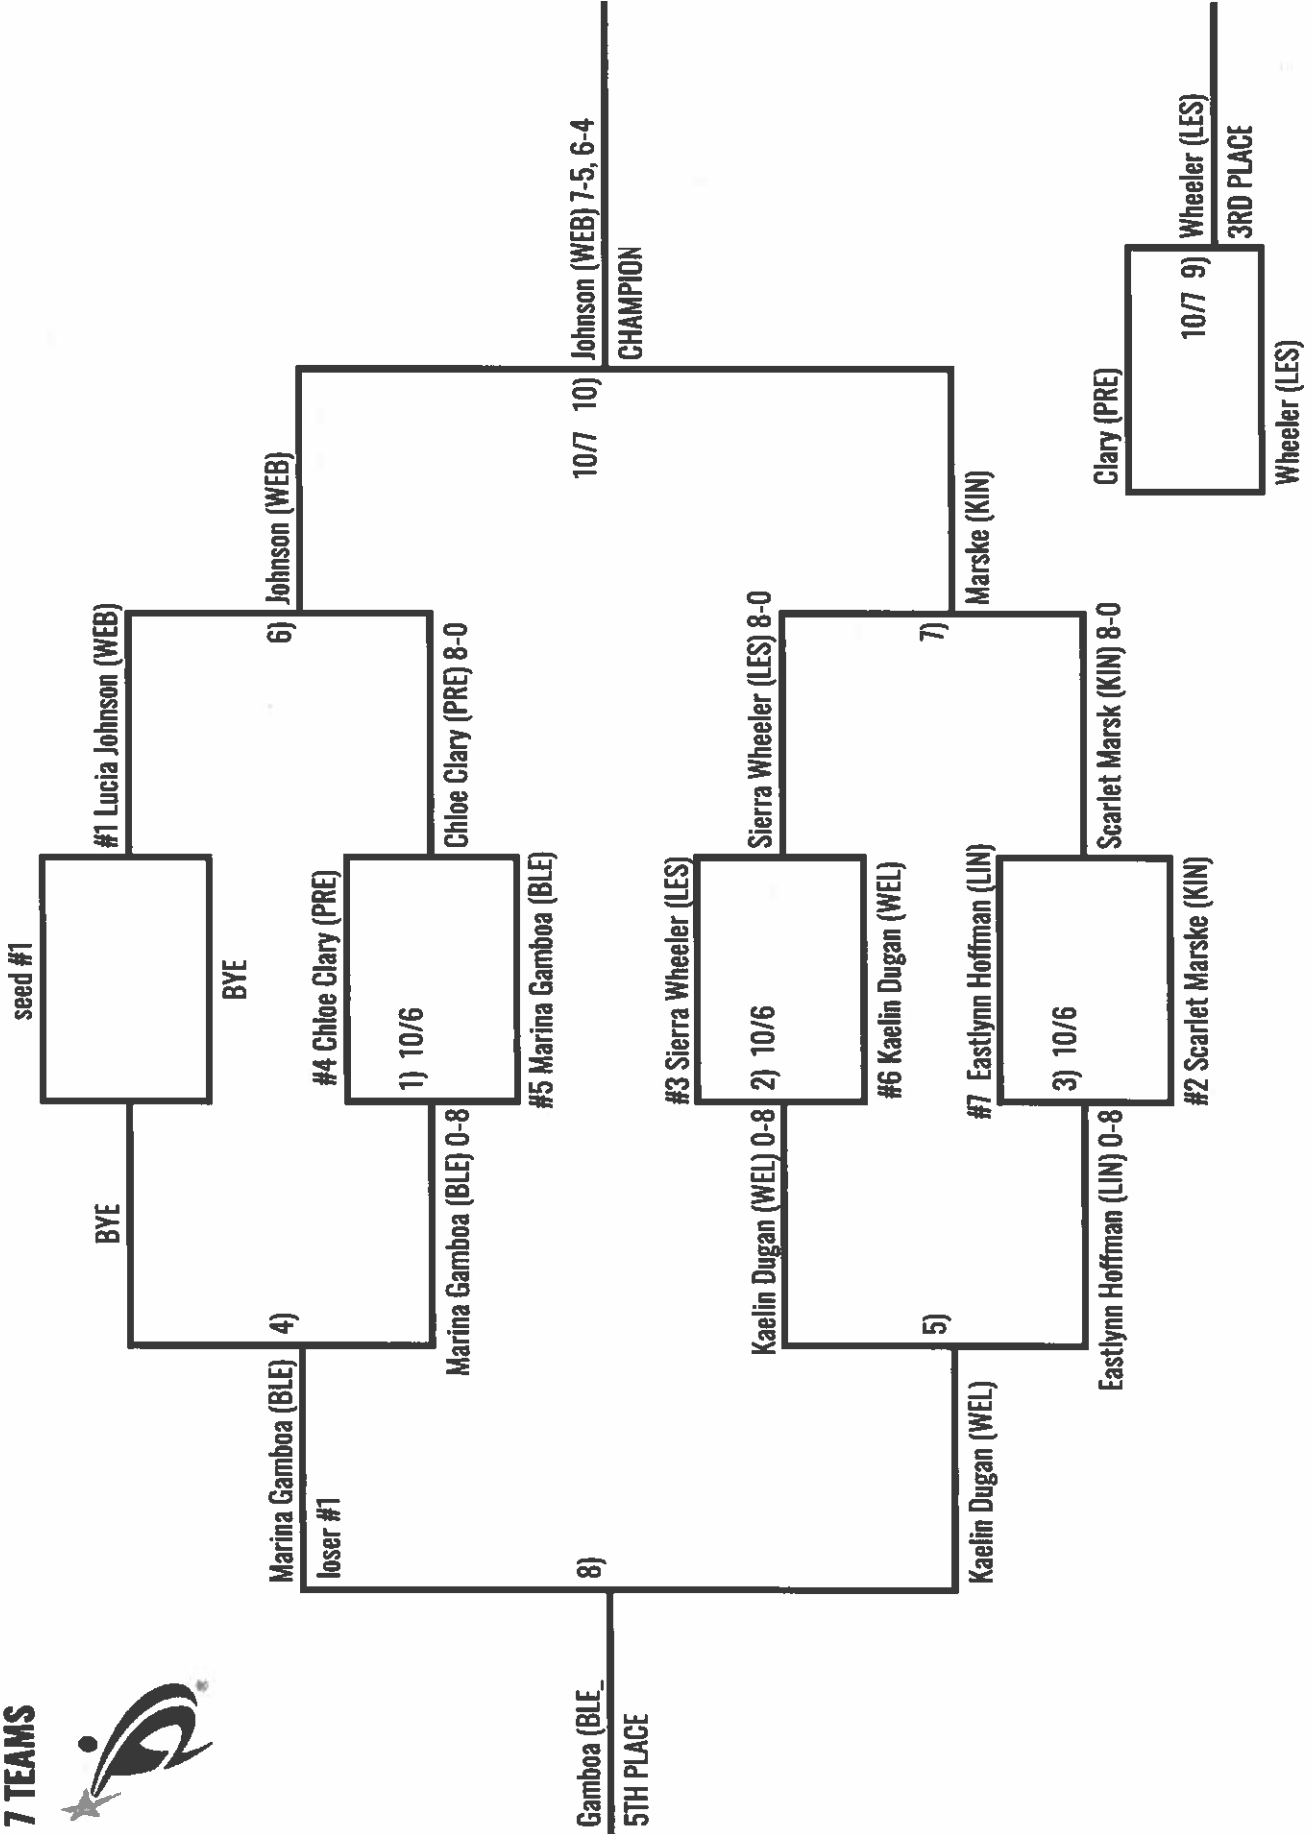 7 TEAMS
seed #1
BYE
BYE
#1 Lucia Johnson (WEB)
#4 Chloe Clary (PRE)
1) 10/6
#5 Marina Gamboa (BLE)
4)
Marina Gamboa (BLE) 0-8
6)
Chloe Clary (PRE) 8-0
Marina Gamboa (BLE)
loser #1
Johnson (WEB)
8)
Gamboa (BLE_
5TH PLACE
10/7 10)
Johnson (WEB) 7-5, 6-4
CHAMPION
#3 Sierra Wheeler (LES)
2) 10/6
#6 Kaelin Dugan (WEL)
Kaelin Dugan (WEL) 0-8
Sierra Wheeler (LES) 8-0
5)
7)
#7 Eastlynn Hoffman (LIN)
3) 10/6
#2 Scarlet Marske (KIN)
Eastlynn Hoffman (LIN) 0-8
Scarlet Marsk (KIN) 8-0
Kaelin Dugan (WEL)
Marske (KIN)
Clary (PRE)
10/7 9)
Wheeler (LES)
Wheeler (LES)
3RD PLACE